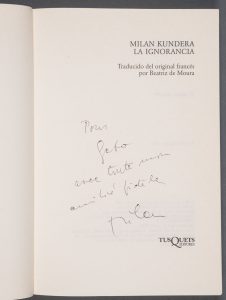 MILAN KUNDERA
LA IGNORANCIA
Traducido del original francés
por Beatriz de Moura
Pour
Gabo
avec toute mon
amitié fidèle
Milan
TUSQUETS
EDITORES